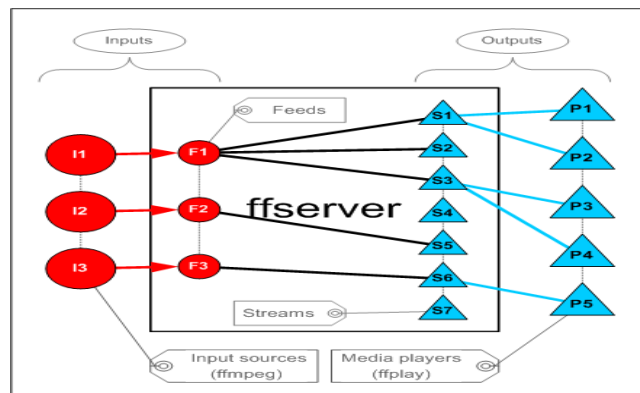 Inputs
Outputs
Feeds
I1
F1
S1
P1
S2
P2
S3
I2
F2
ffserver
S4
P3
S5
P4
I3
F3
S6
P5
Streams
S7
Input sources
(ffmpeg)
Media players
(ffplay)